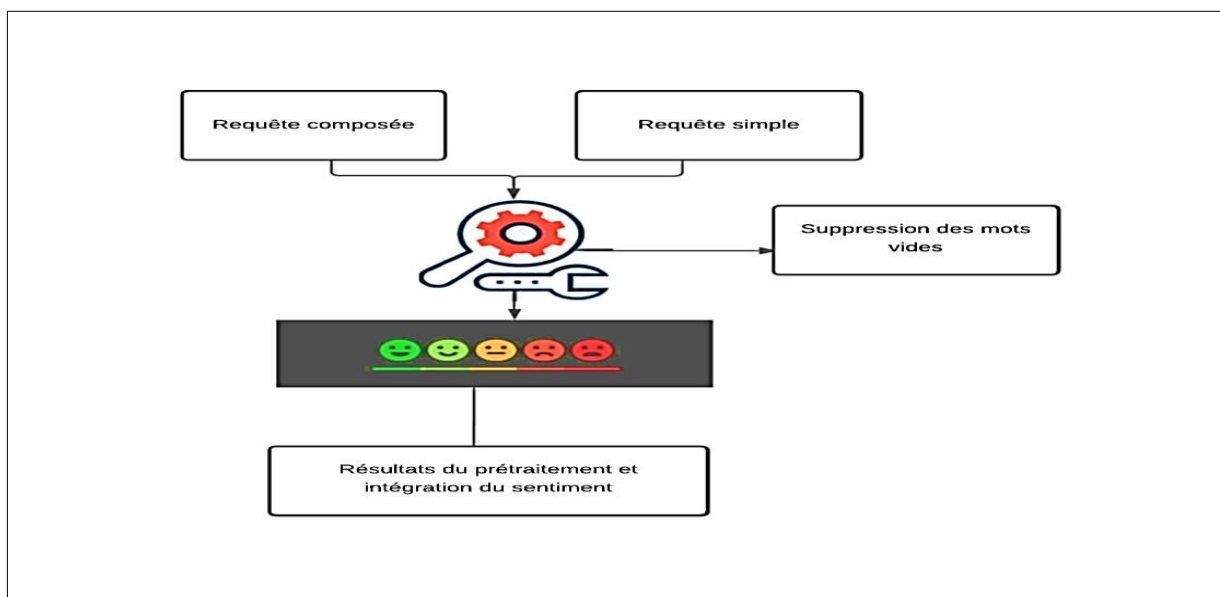 Requête composée
Requête simple
Suppression des mots
vides
Résultats du prétraitement et
intégration du sentiment